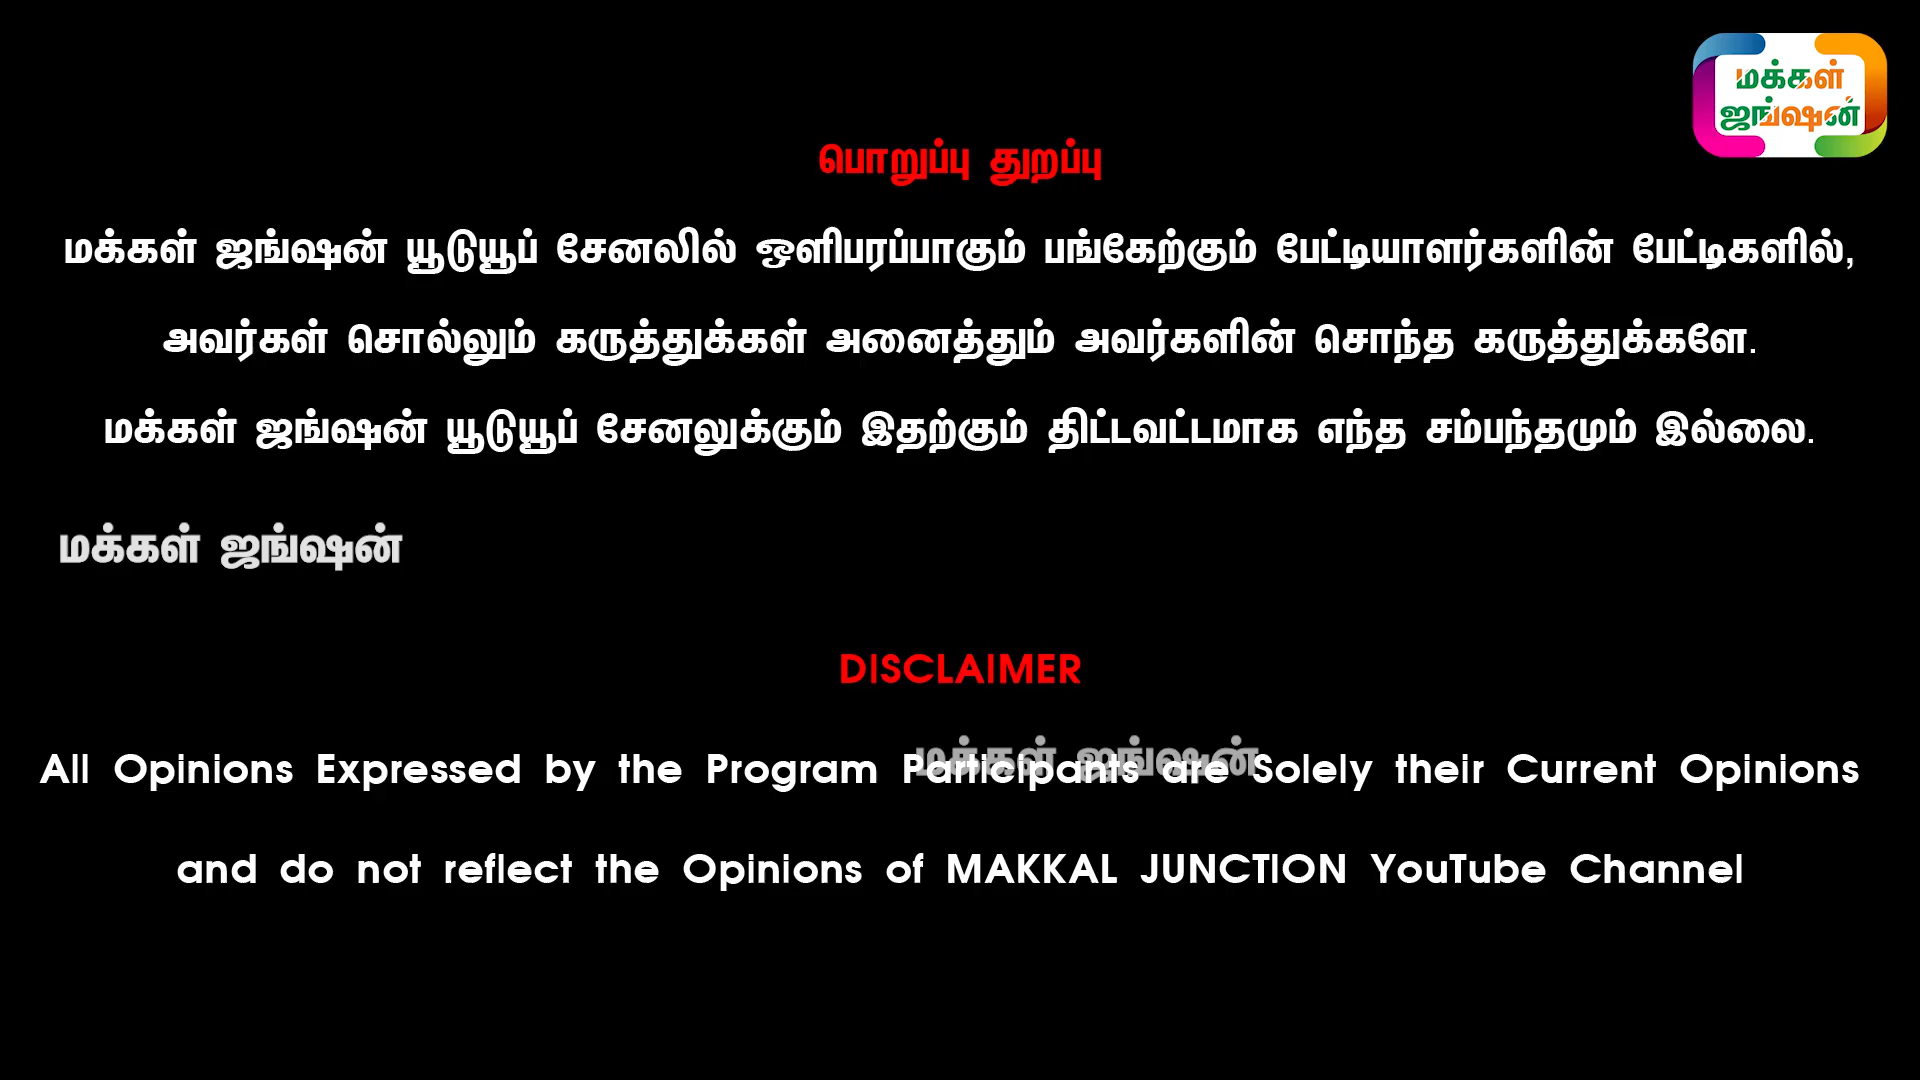 மக்கள்
ஜங்ஷன்
பொறுப்பு துறப்பு
மக்கள் ஜங்ஷன் யூடியூப் சேனலில் ஒளிபரப்பாகும் பங்கேற்கும் பேட்டியாளர்களின் பேட்டிகளில்,
அவர்கள் சொல்லும் கருத்துக்கள் அனைத்தும் அவர்களின் சொந்த கருத்துக்களே.
மக்கள் ஜங்ஷன் யூடியூப் சேனலுக்கும் இதற்கும் திட்டவட்டமாக எந்த சம்பந்தமும் இல்லை.
மக்கள் ஜங்ஷன்
DISCLAIMER
மக்கள் ஜங்ஷன்
All Opinions Expressed by the Program Participants are Solely their Current Opinions
and do not reflect the Opinions of MAKKAL JUNCTION YouTube Channel